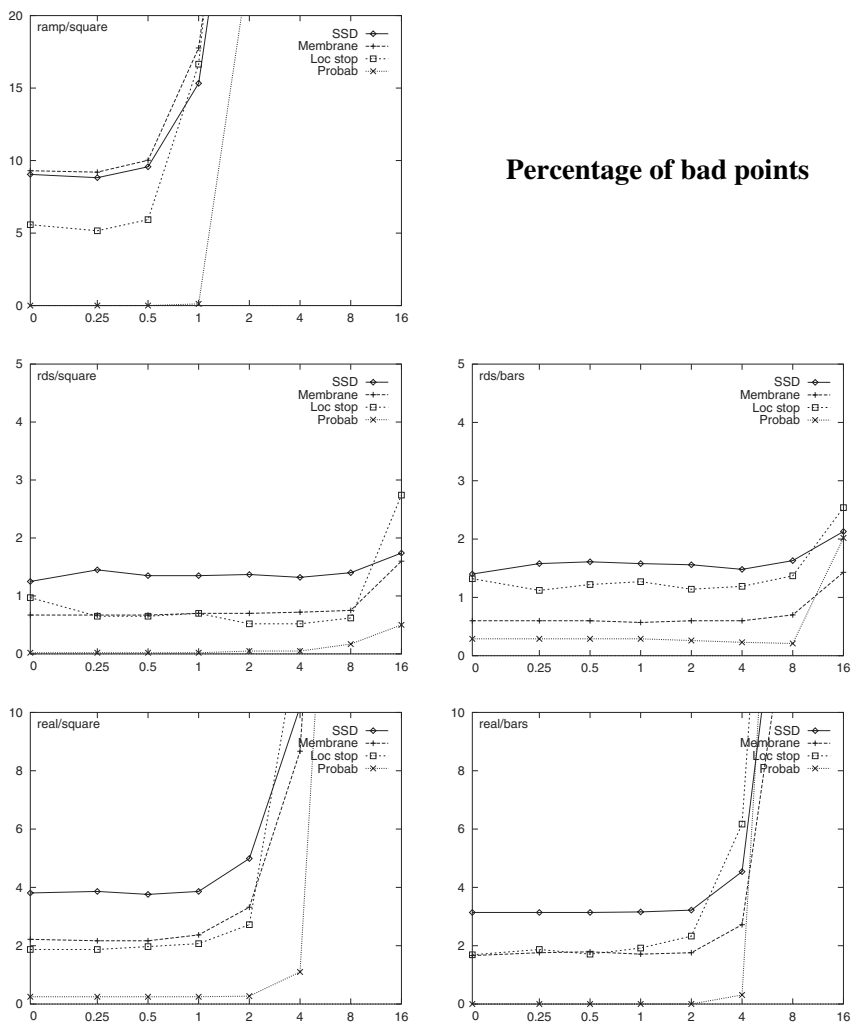 20
15
10
5
0
ramp/square
SSD
Membrane
Loc stop
Probab
0 0.25 0.5 1 2 4 8 16
Percentage of bad points
5
4
3
2
1
0
rds/square
SSD
Membrane
Loc stop
Probab
0 0.25 0.5 1 2 4 8 16
5
4
3
2
1
0
rds/bars
SSD
Membrane
Loc stop
Probab
0 0.25 0.5 1 2 4 8 16
10
8
6
4
2
0
real/square
SSD
Membrane
Loc stop
Probab
0 0.25 0.5 1 2 4 8 16
10
8
6
4
2
0
real/bars
SSD
Membrane
Loc stop
Probab
0 0.25 0.5 1 2 4 8 16